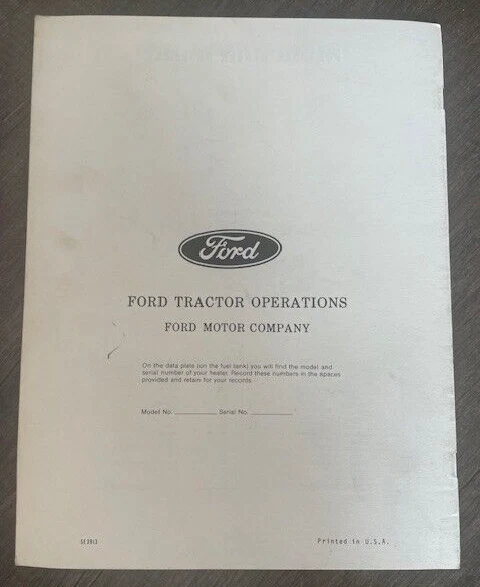 Ford
FORD TRACTOR OPERATIONS
FORD MOTOR COMPANY
On the data plate (on the fuel tank) you will find the model and
serial number of your heater. Record these numbers in the spaces
provided and retain for your records.
Model No. ____________ Serial No. ____________
Printed in U.S.A.